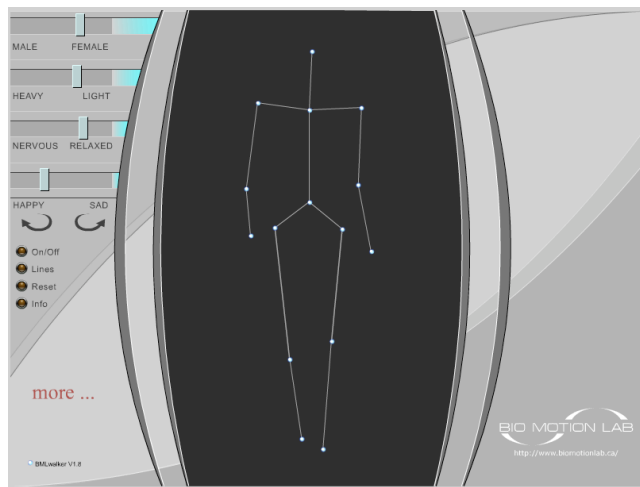 MALE FEMALE
HEAVY LIGHT
NERVOUS RELAXED
HAPPY SAD
On/Off
Lines
Reset
Info
more ...
BIO MOTION LAB
http://www.biomotionlab.ca/
BMLwalker V1.8